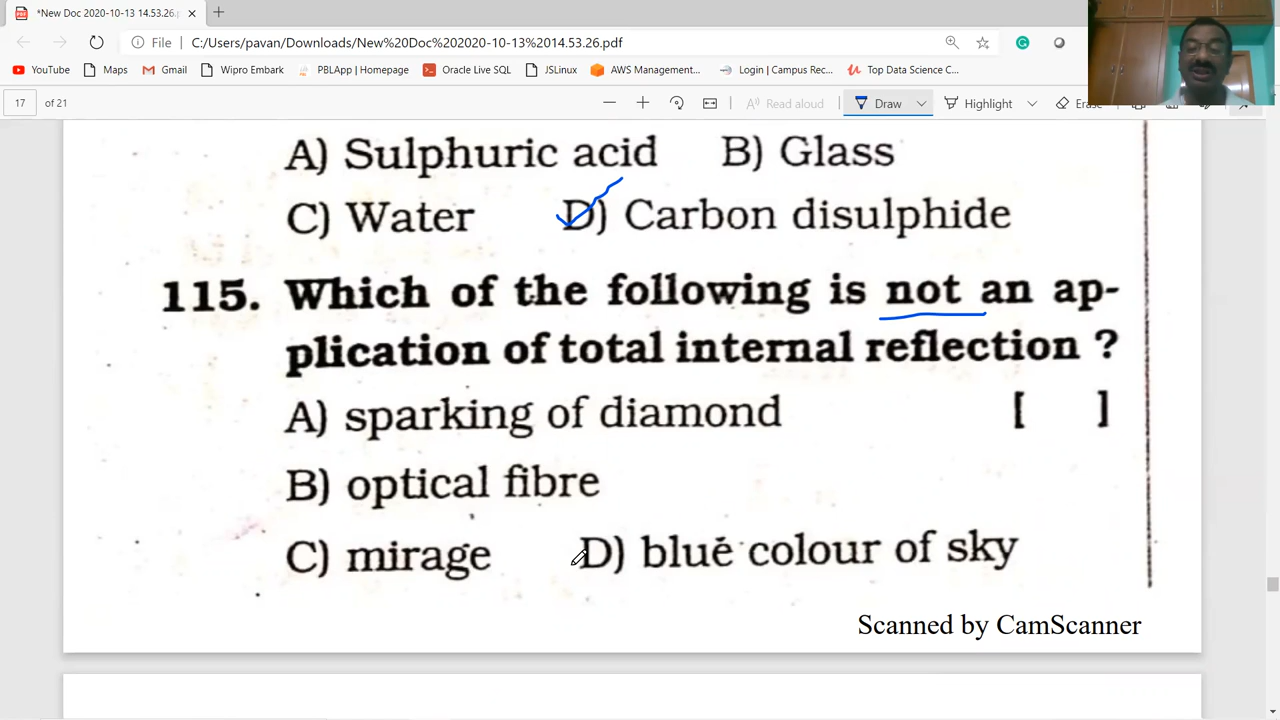 *New Doc 2020-10-13 14.53.26.
File C:/Users/pavan/Downloads/New%20Doc%202020-10-13%2014.53.26.pdf
YouTube Maps Gmail Wipro Embark PBLApp | Homepage Oracle Live SQL JSLinux AWS Management... Login | Campus Rec... Top Data Science C...
17 of 21 Read aloud Draw Highlight Erase
A) Sulphuric acid B) Glass
C) Water D) Carbon disulphide
115. Which of the following is not an ap-
plication of total internal reflection ?
A) sparking of diamond [ ]
B) optical fibre
C) mirage D) blue colour of sky
Scanned by CamScanner